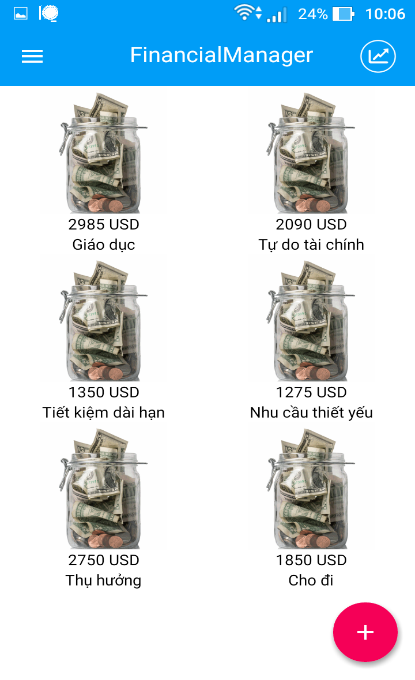 24% 10:06
FinancialManager
2985 USD
Giáo dục
2090 USD
Tự do tài chính
1350 USD
Tiết kiệm dài hạn
1275 USD
Nhu cầu thiết yếu
2750 USD
Thụ hưởng
1850 USD
Cho đi
+